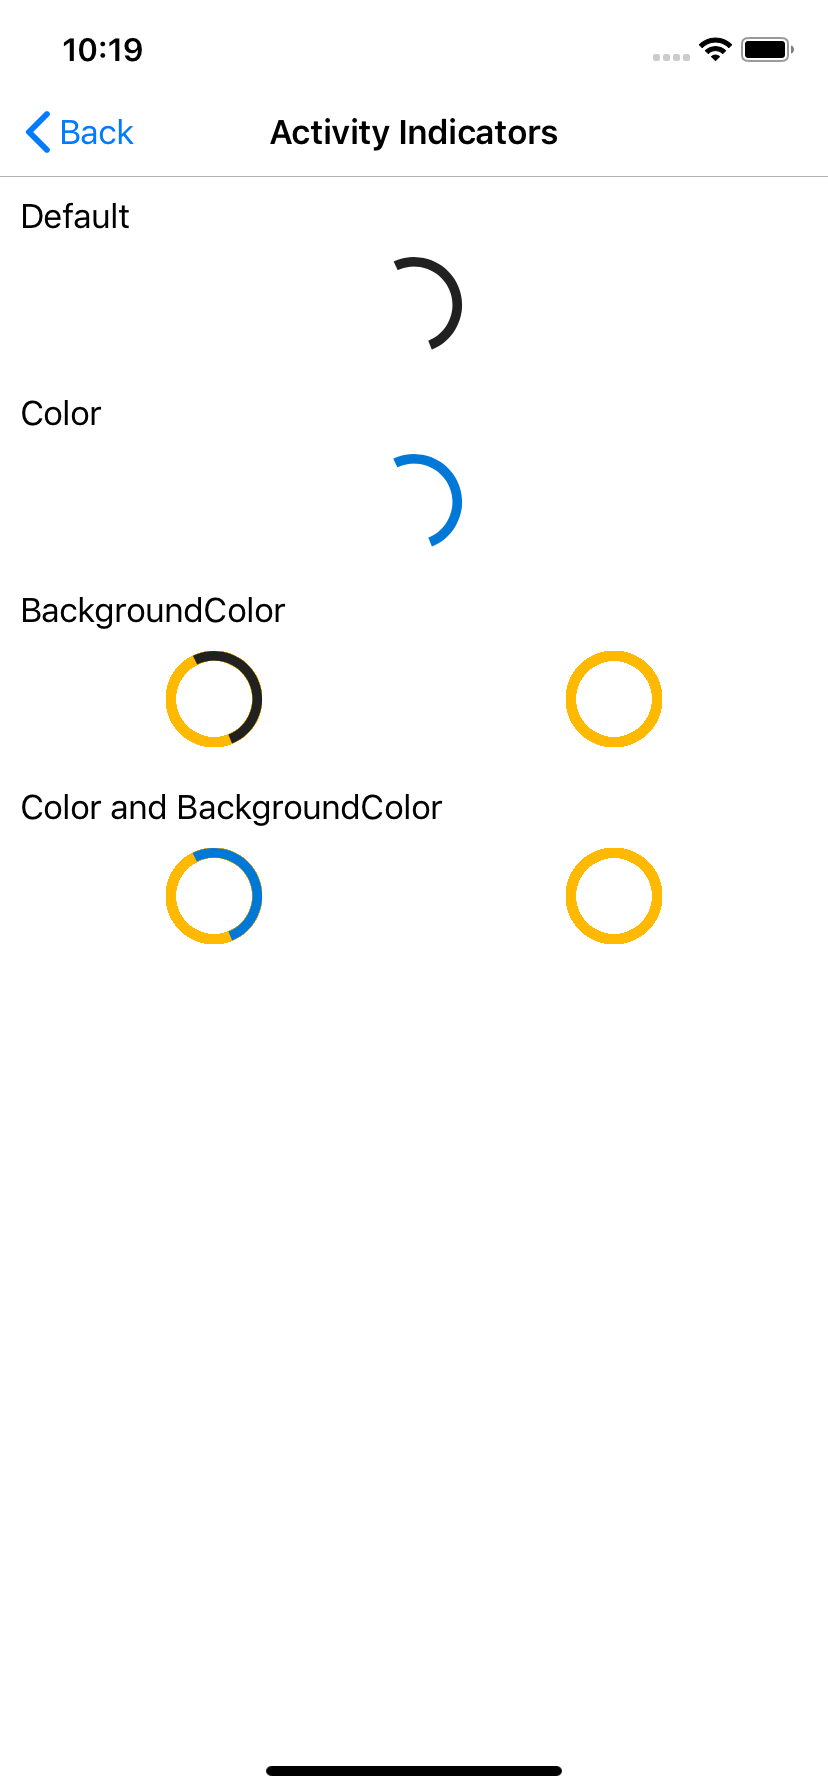 10:19
Back
Activity Indicators
Default
Color
BackgroundColor
Color and BackgroundColor